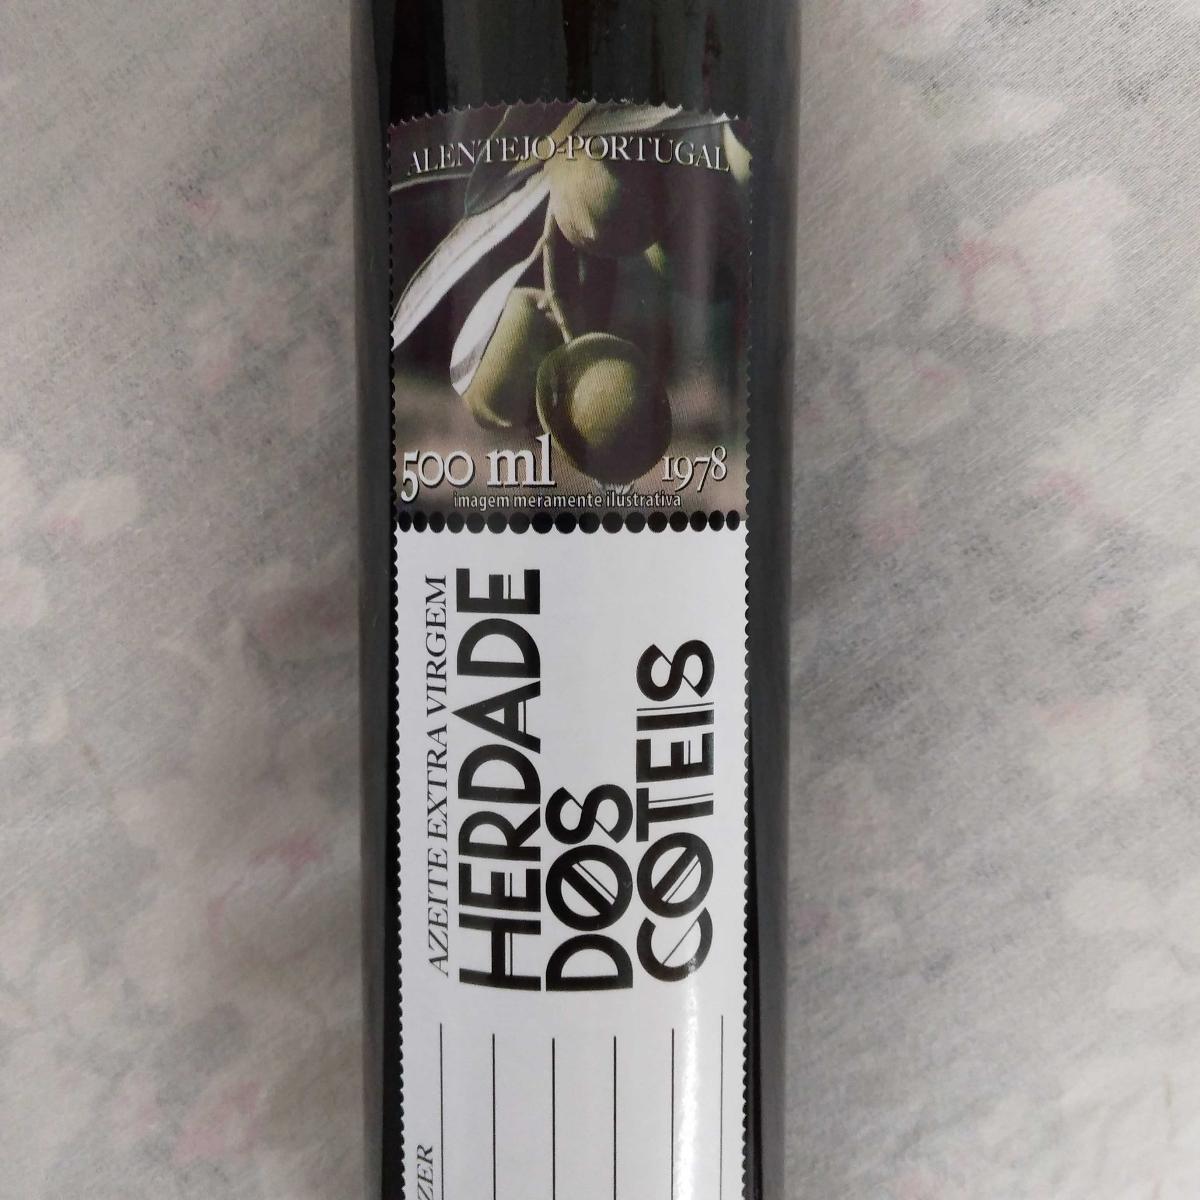 ALENTEJO-PORTUGAL
500 ml
1978
imagem meramente ilustrativa
AZEITE EXTRA VIRGEM
HERDADE
DOS
COTEIS